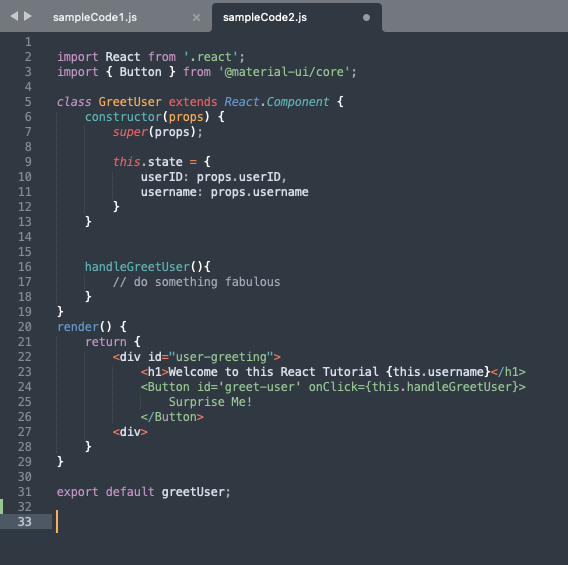 sampleCode1.js
sampleCode2.js
1
2 import React from '.react';
3 import { Button } from '@material-ui/core';
4
5 class GreetUser extends React.Component {
6     constructor(props) {
7         super(props);
8
9         this.state = {
10             userID: props.userID,
11             username: props.username
12         }
13     }
14
15
16     handleGreetUser(){
17         // do something fabulous
18     }
19 }
20 render() {
21     return {
22         <div id="user-greeting">
23             <h1>Welcome to this React Tutorial {this.username}</h1>
24             <Button id='greet-user' onClick={this.handleGreetUser}>
25                 Surprise Me!
26             </Button>
27         <div>
28     }
29 }
30
31 export default greetUser;
32
33